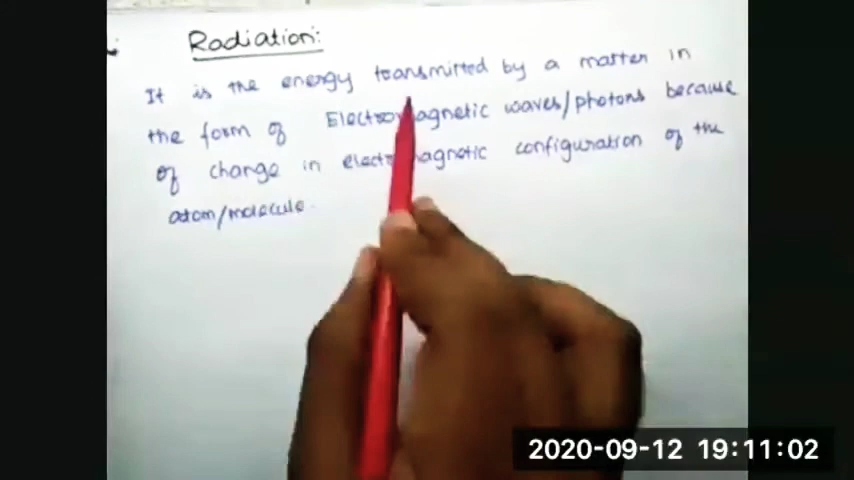 Radiation:
It is the energy transmitted by a matter in
the form of Electromagnetic waves/photons because
of change in electromagnetic configuration of the
atom/molecule.
2020-09-12 19:11:02